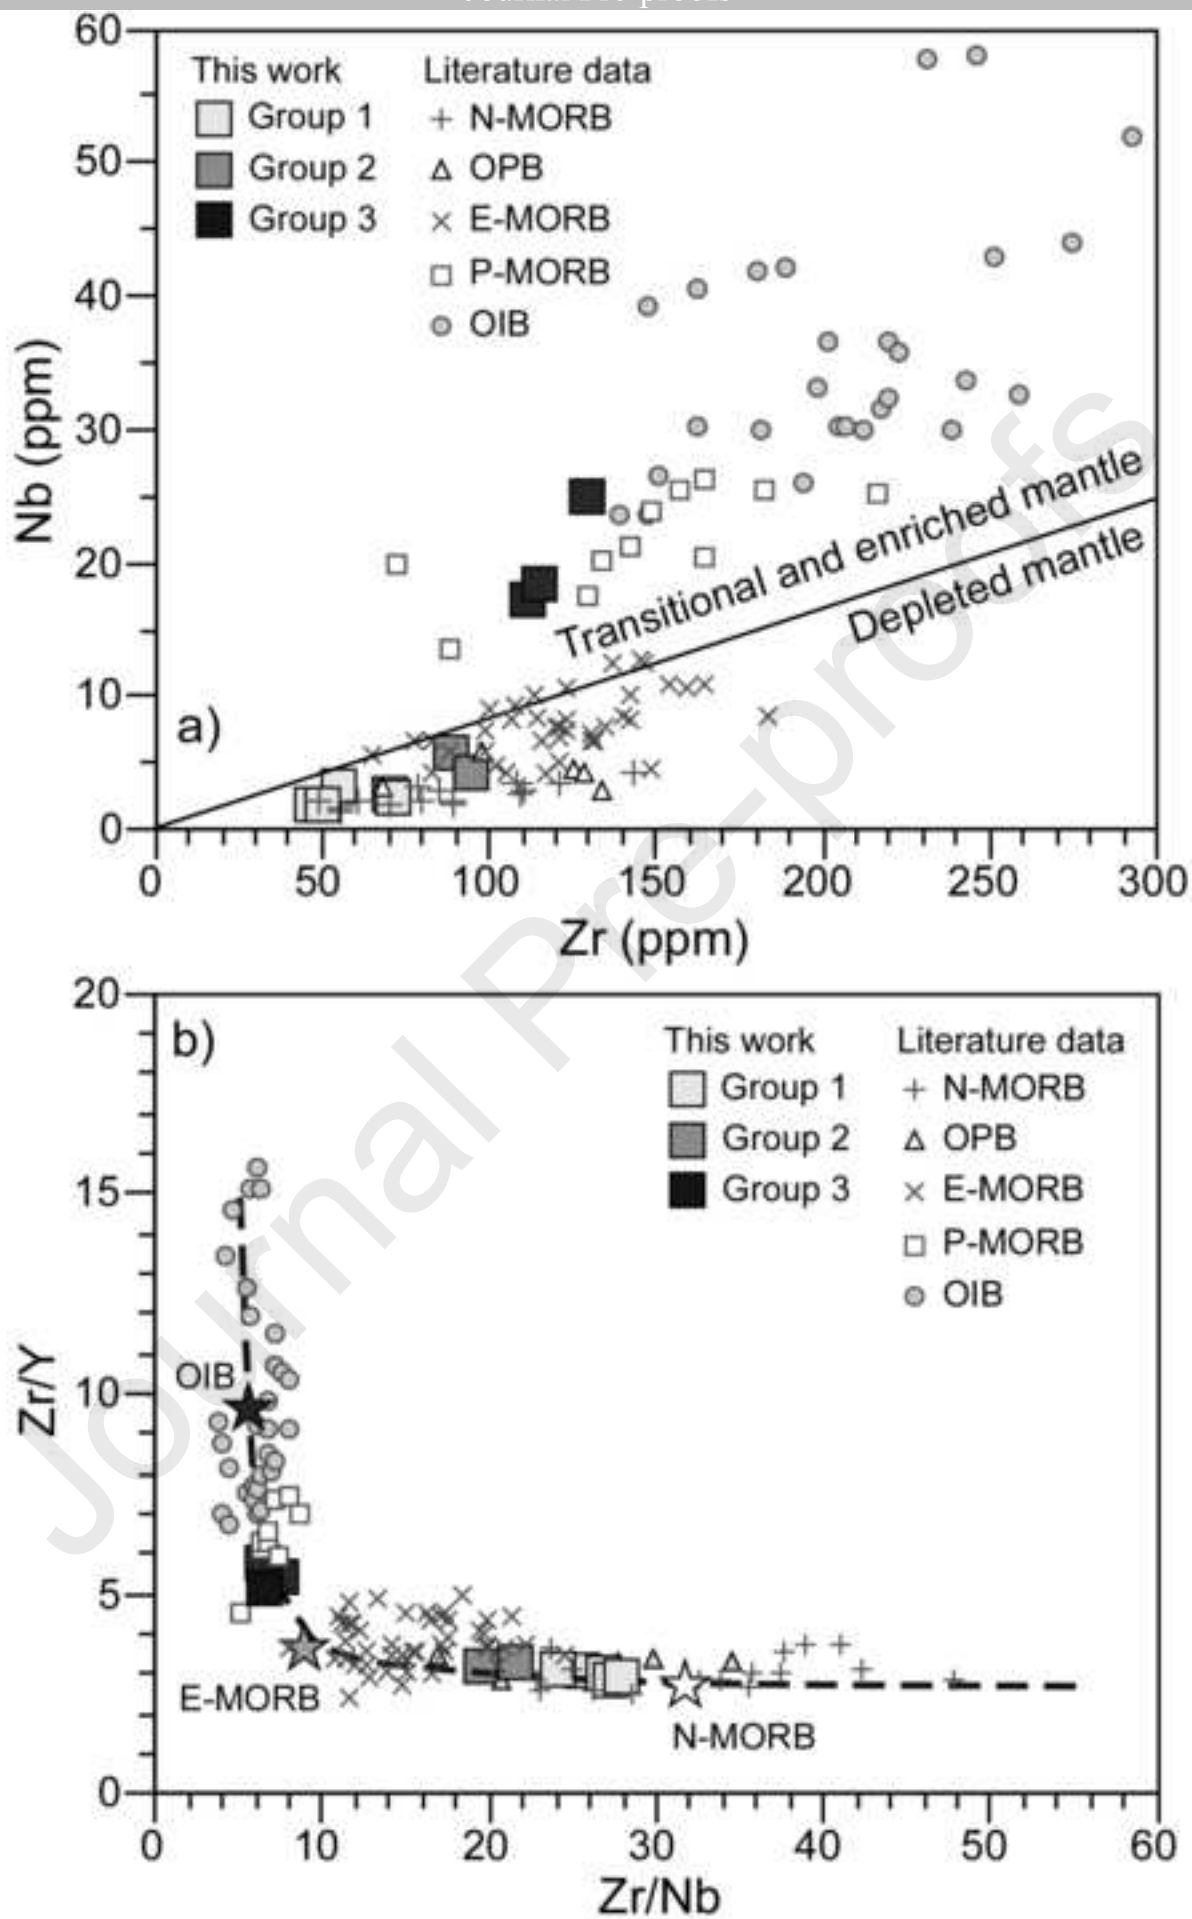 Journal Pre-proofs
60
50
40
30
20
10
0
Nb (ppm)
This work
Group 1
Group 2
Group 3
Literature data
N-MORB
OPB
E-MORB
P-MORB
OIB
Transitional and enriched mantle
Depleted mantle
a)
0 50 100 150 200 250 300
Zr (ppm)
Journal Pre-proofs
20
15
10
5
0
Zr/Y
b)
This work
Group 1
Group 2
Group 3
Literature data
N-MORB
OPB
E-MORB
P-MORB
OIB
OIB
E-MORB
N-MORB
0 10 20 30 40 50 60
Zr/Nb